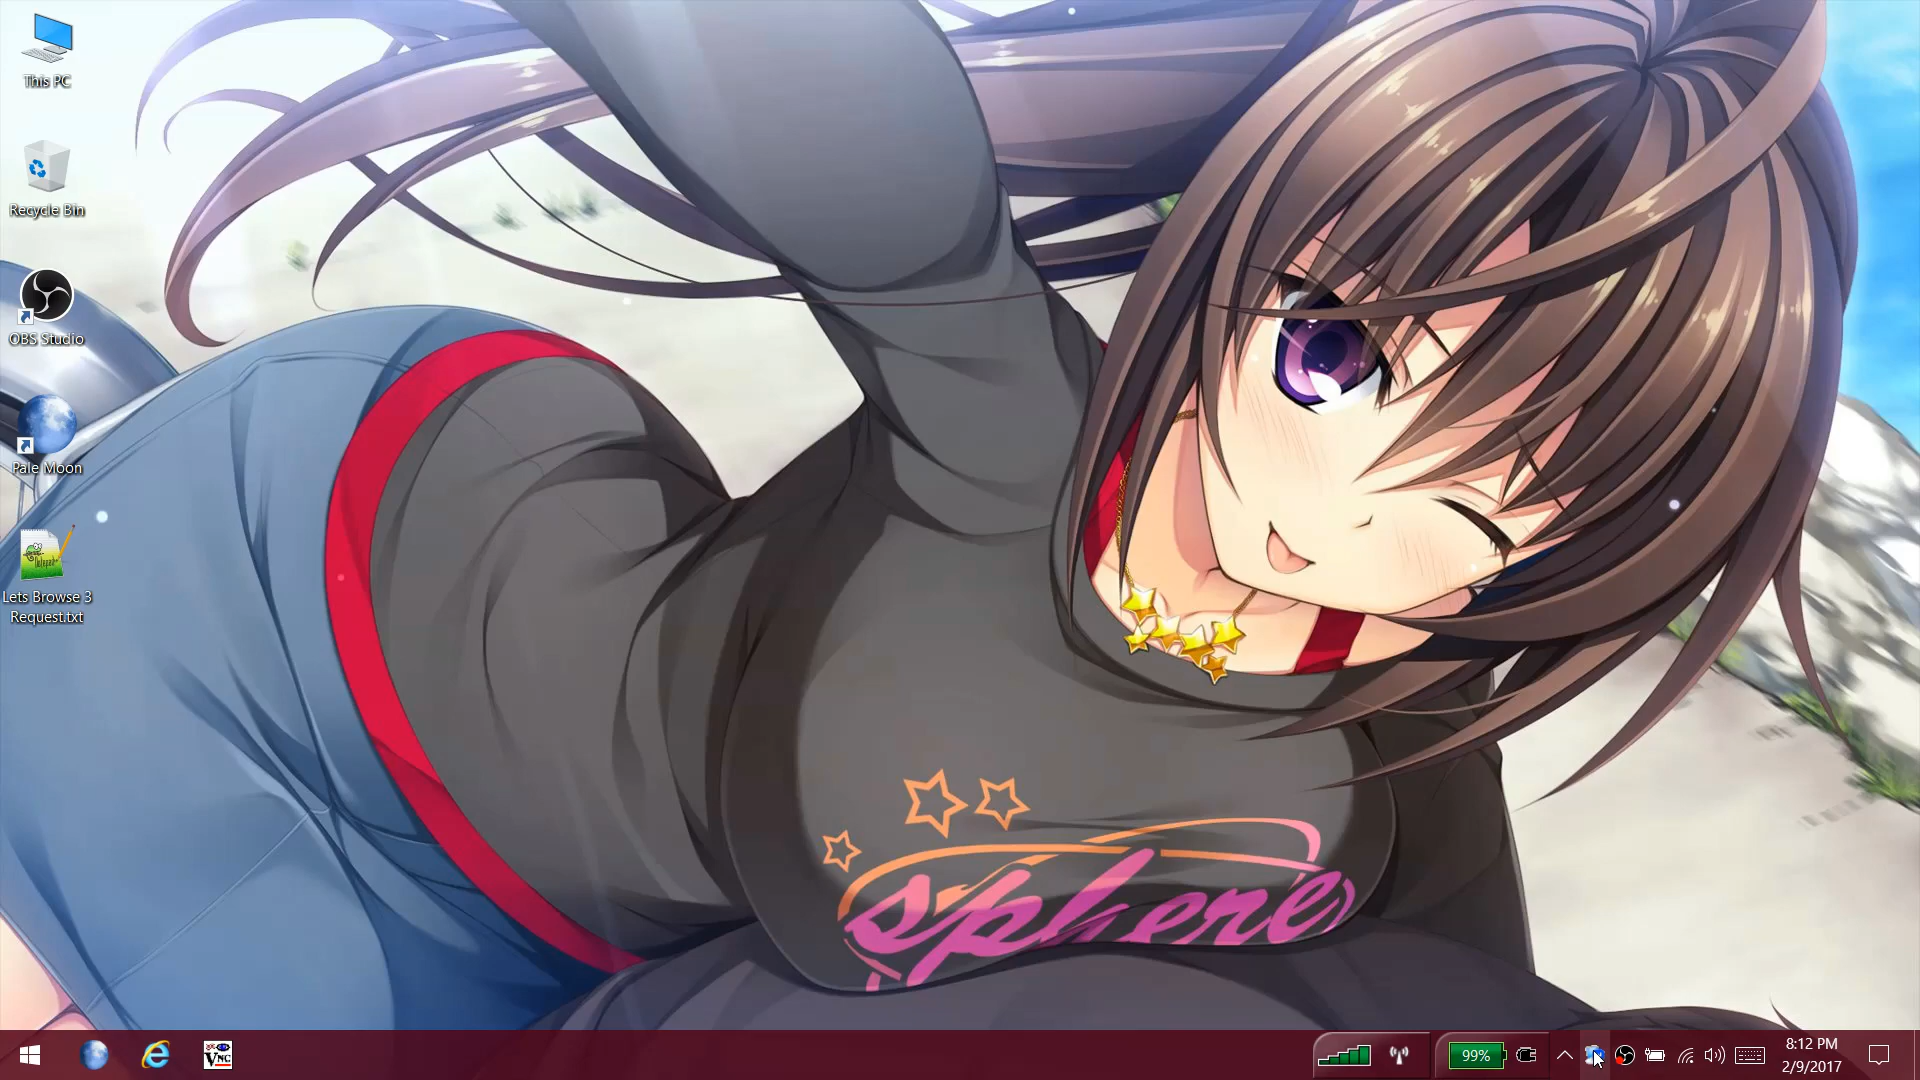 This PC
Recycle Bin
OBS Studio
Pale Moon
Lets Browse 3
Request.txt
sphere
VNC
99%
8:12 PM
2/9/2017